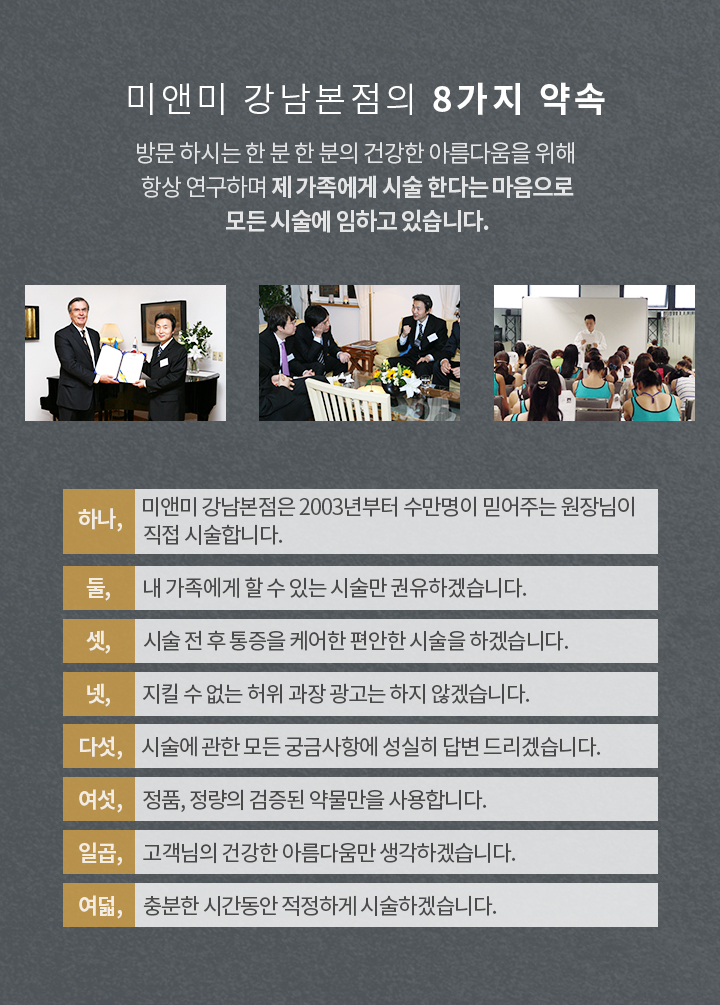 미앤미 강남본점의 8가지 약속
방문 하시는 한 분 한 분의 건강한 아름다움을 위해
항상 연구하며 제 가족에게 시술 한다는 마음으로
모든 시술에 임하고 있습니다.
하나, 미앤미 강남본점은 2003년부터 수만명이 믿어주는 원장님이
직접 시술합니다.
둘, 내 가족에게 할 수 있는 시술만 권유하겠습니다.
셋, 시술 전 후 통증을 케어한 편안한 시술을 하겠습니다.
넷, 지킬 수 없는 허위 과장 광고는 하지 않겠습니다.
다섯, 시술에 관한 모든 궁금사항에 성실히 답변 드리겠습니다.
여섯, 정품, 정량의 검증된 약물만을 사용합니다.
일곱, 고객님의 건강한 아름다움만 생각하겠습니다.
여덟, 충분한 시간동안 적정하게 시술하겠습니다.